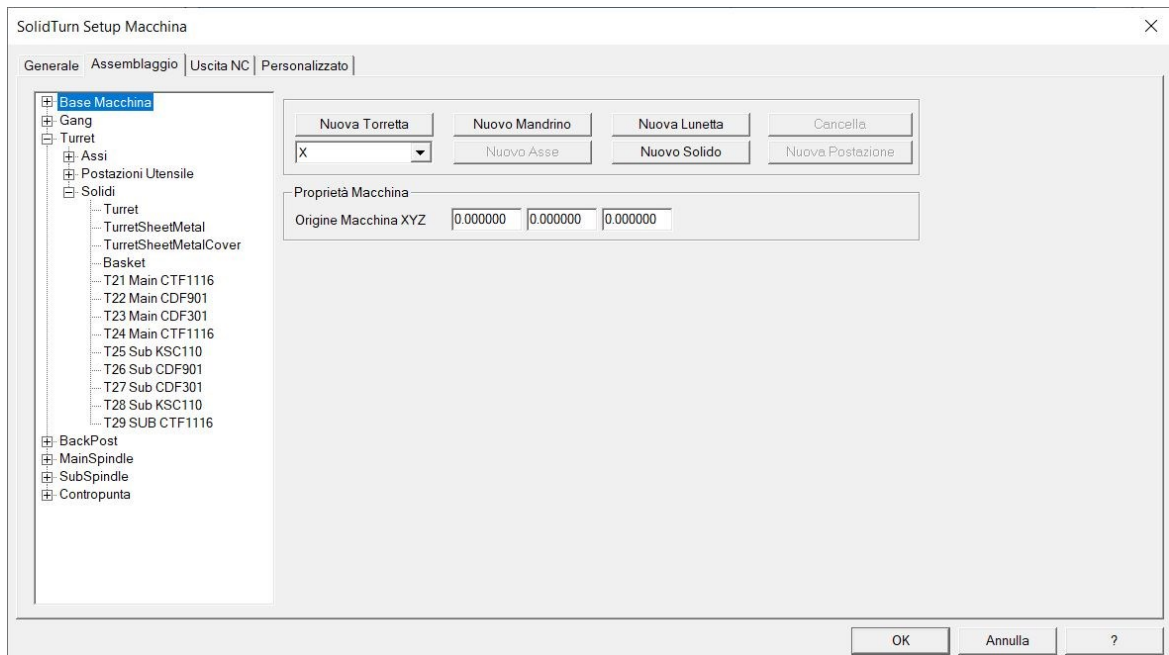 SolidTurn Setup Macchina
Generale Assemblaggio Uscita NC Personalizzato
Base Macchina
Gang
Turret
Assi
Postazioni Utensile
Solidi
Turret
TurretSheetMetal
TurretSheetMetalCover
Basket
T21 Main CTF1116
T22 Main CDF901
T23 Main CDF301
T24 Main CTF1116
T25 Sub KSC110
T26 Sub CDF901
T27 Sub CDF301
T28 Sub KSC110
T29 SUB CTF1116
BackPost
MainSpindle
SubSpindle
Contropunta
Nuova Torretta Nuovo Mandrino Nuova Lunetta Cancella
X Nuovo Asse Nuovo Solido Nuova Postazione
Proprietà Macchina
Origine Macchina XYZ 0.000000 0.000000 0.000000
OK Annulla ?